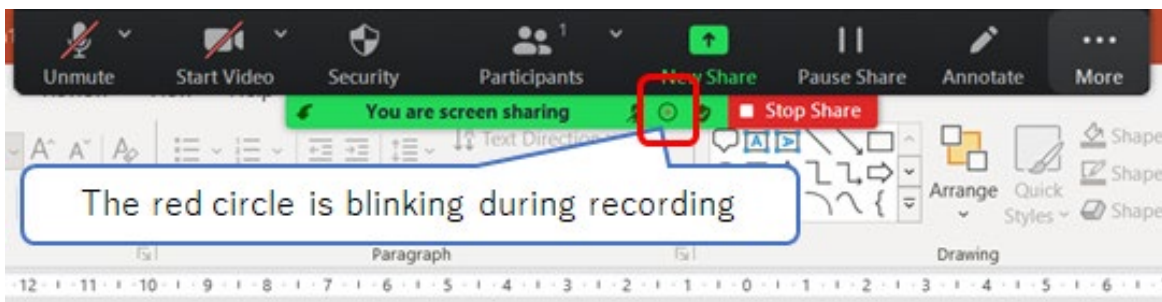 1
Unmute Start Video Security Participants New Share Pause Share Annotate More
Help
You are screen sharing Stop Share
A A A Text Direction A Shape
Shape
The red circle is blinking during recording
Arrange Quick
Styles Shape
Paragraph Drawing
12 11 10 9 8 7 6 5 4 3 2 1 0 1 2 3 4 5 6